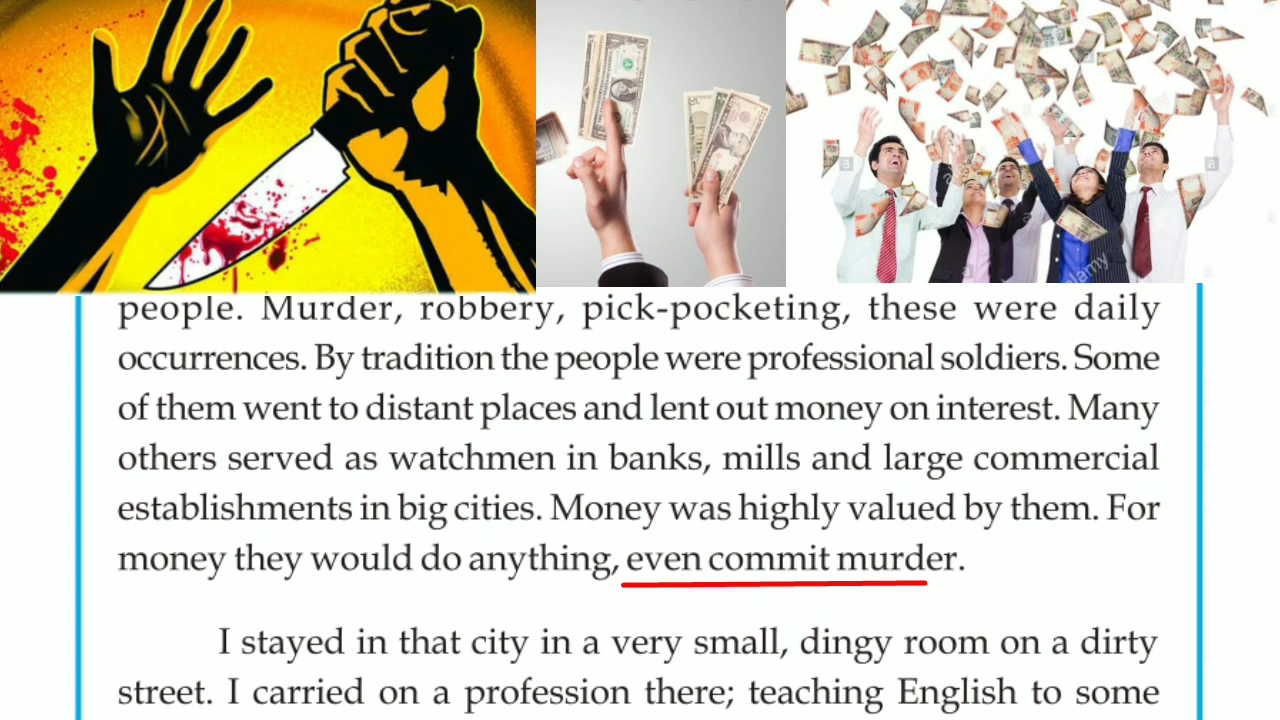 people. Murder, robbery, pick-pocketing, these were daily
occurrences. By tradition the people were professional soldiers. Some
of them went to distant places and lent out money on interest. Many
others served as watchmen in banks, mills and large commercial
establishments in big cities. Money was highly valued by them. For
money they would do anything, even commit murder.
I stayed in that city in a very small, dingy room on a dirty
street. I carried on a profession there; teaching English to some